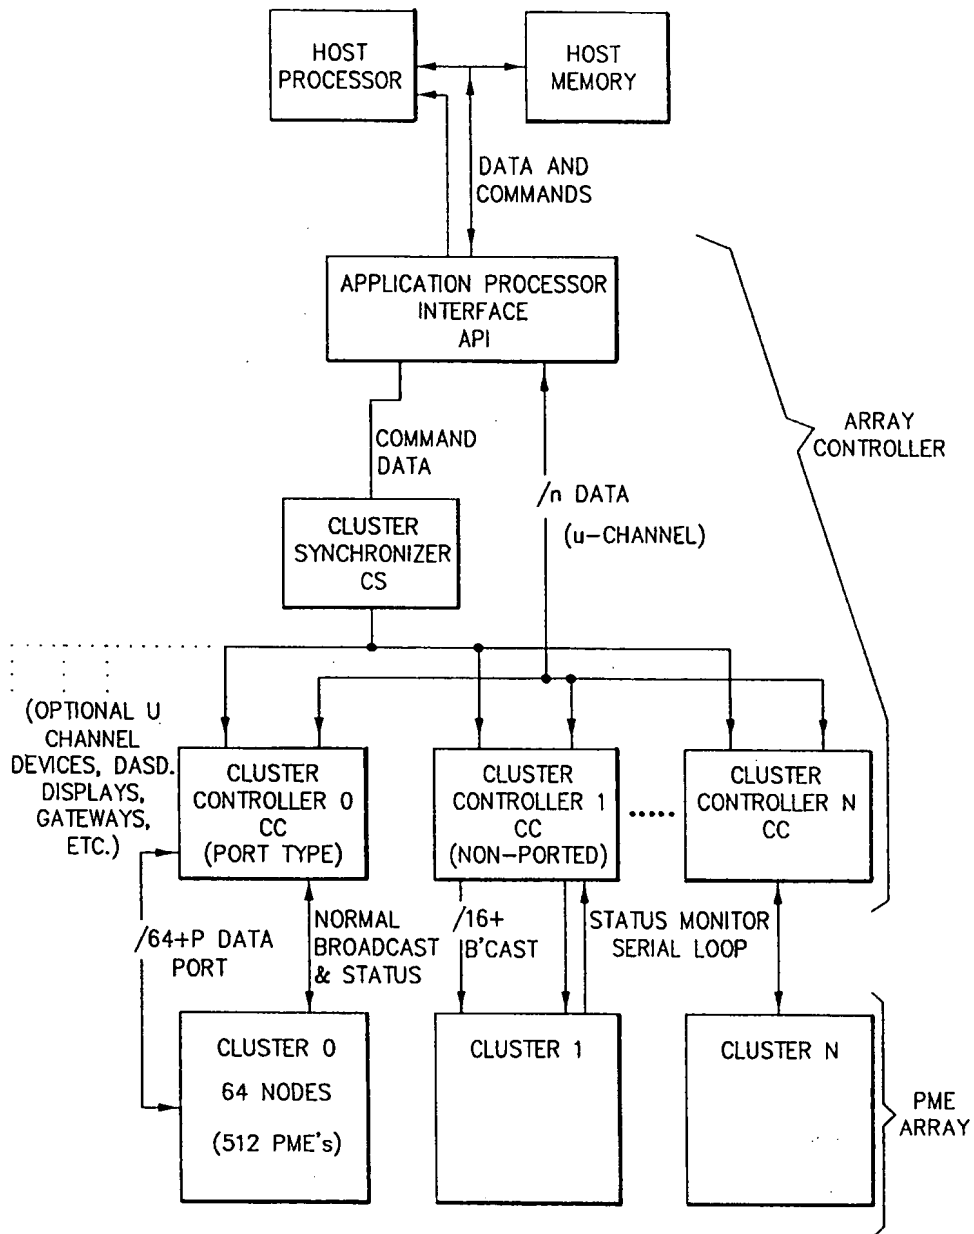 HOST
PROCESSOR
HOST
MEMORY
DATA AND
COMMANDS
APPLICATION PROCESSOR
INTERFACE
API
ARRAY
CONTROLLER
COMMAND
DATA
/n DATA
(u-CHANNEL)
CLUSTER
SYNCHRONIZER
CS
(OPTIONAL U
CHANNEL
DEVICES, DASD.
DISPLAYS,
GATEWAYS,
ETC.)
CLUSTER
CONTROLLER 0
CC
(PORT TYPE)
CLUSTER
CONTROLLER 1
CC
(NON-PORTED)
.....
CLUSTER
CONTROLLER N
CC
/64+P DATA
PORT
NORMAL
BROADCAST
& STATUS
/16+
B'CAST
STATUS MONITOR
SERIAL LOOP
CLUSTER 0
64 NODES
(512 PME's)
CLUSTER 1
CLUSTER N
PME
ARRAY